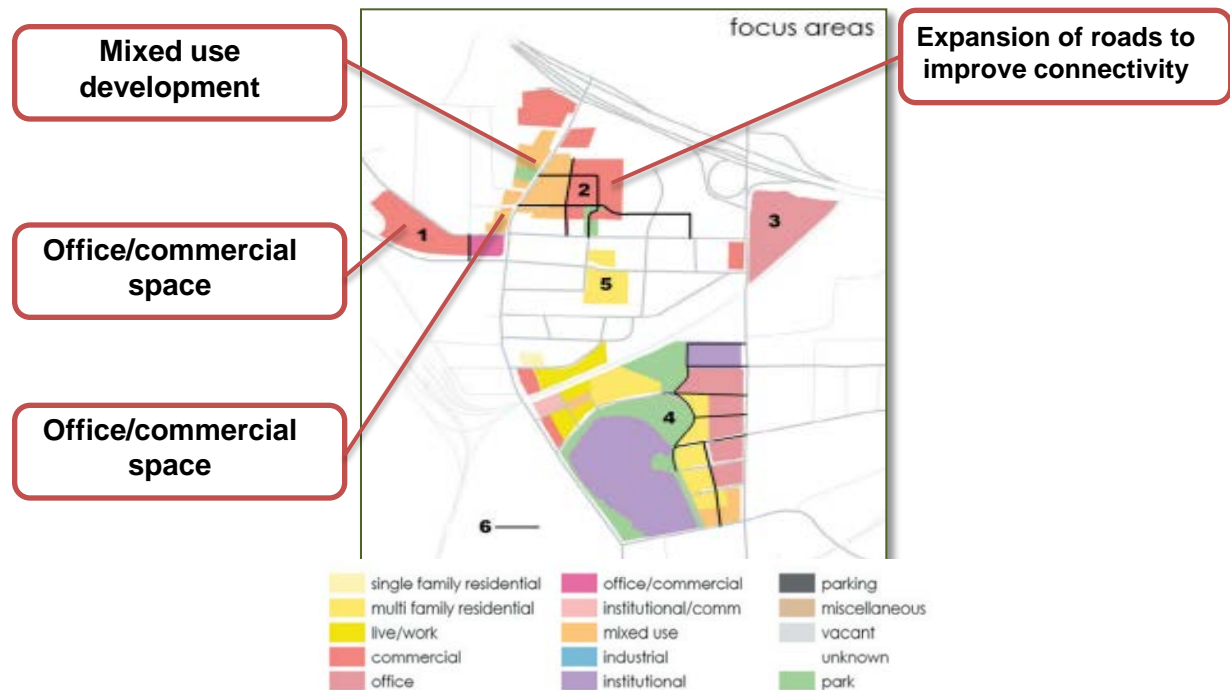 focus areas
Mixed use
development
Expansion of roads to
improve connectivity
Office/commercial
space
Office/commercial
space
1
2
3
5
4
6
single family residential
multi family residential
live/work
commercial
office
office/commercial
institutional/comm
mixed use
industrial
institutional
parking
miscellaneous
vacant
unknown
park